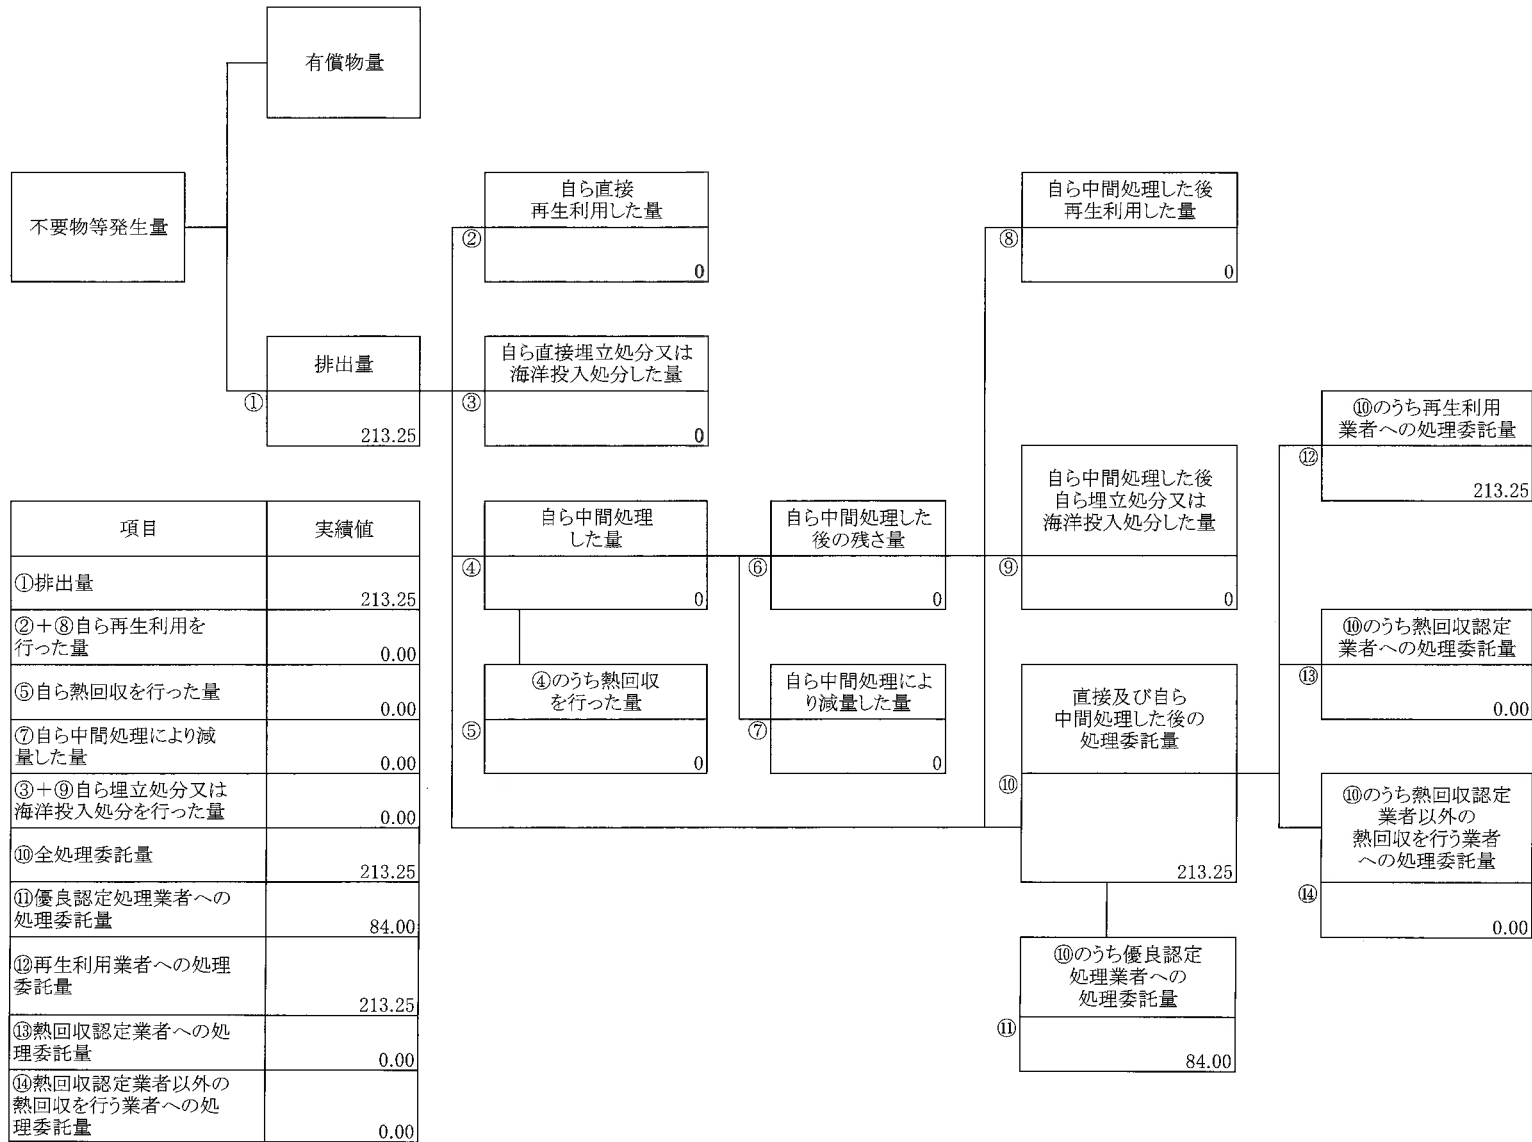 有償物量
不要物等発生量
自ら直接
再生利用した量
②
0
自ら中間処理した後
再生利用した量
⑧
0
排出量
①
213.25
自ら直接埋立処分又は
海洋投入処分した量
③
0
⑩のうち再生利用
業者への処理委託量
⑫
213.25
自ら中間処理
した量
④
0
自ら中間処理した
後の残さ量
⑥
0
自ら中間処理した後
自ら埋立処分又は
海洋投入処分した量
⑨
0
④のうち熱回収
を行った量
⑤
0
自ら中間処理によ
り減量した量
⑦
0
直接及び自ら
中間処理した後の
処理委託量
⑩
213.25
⑩のうち熱回収認定
業者への処理委託量
⑬
0.00
⑩のうち熱回収認定
業者以外の
熱回収を行う業者
への処理委託量
⑭
0.00
⑩のうち優良認定
処理業者への
処理委託量
⑪
84.00
項目 実績値
①排出量
213.25
②+⑧自ら再生利用を
行った量
0.00
⑤自ら熱回収を行った量
0.00
⑦自ら中間処理により減
量した量
0.00
③+⑨自ら埋立処分又は
海洋投入処分を行った量
0.00
⑩全処理委託量
213.25
⑪優良認定処理業者への
処理委託量
84.00
⑫再生利用業者への処理
委託量
213.25
⑬熱回収認定業者への処
理委託量
0.00
⑭熱回収認定業者以外の
熱回収を行う業者への処
理委託量
0.00